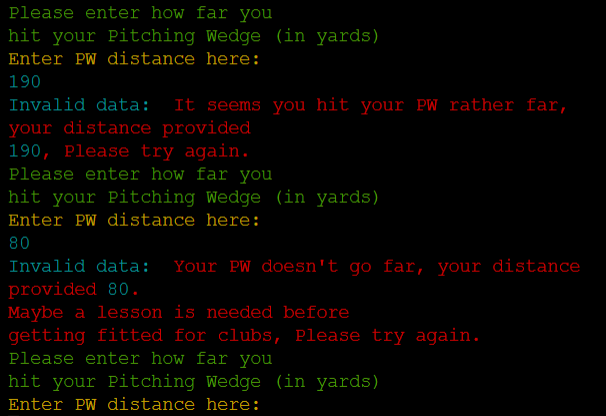 Please enter how far you
hit your Pitching Wedge (in yards)
Enter PW distance here:
190
Invalid data:  It seems you hit your PW rather far,
your distance provided
190, Please try again.
Please enter how far you
hit your Pitching Wedge (in yards)
Enter PW distance here:
80
Invalid data:  Your PW doesn't go far, your distance
provided 80.
Maybe a lesson is needed before
getting fitted for clubs, Please try again.
Please enter how far you
hit your Pitching Wedge (in yards)
Enter PW distance here: